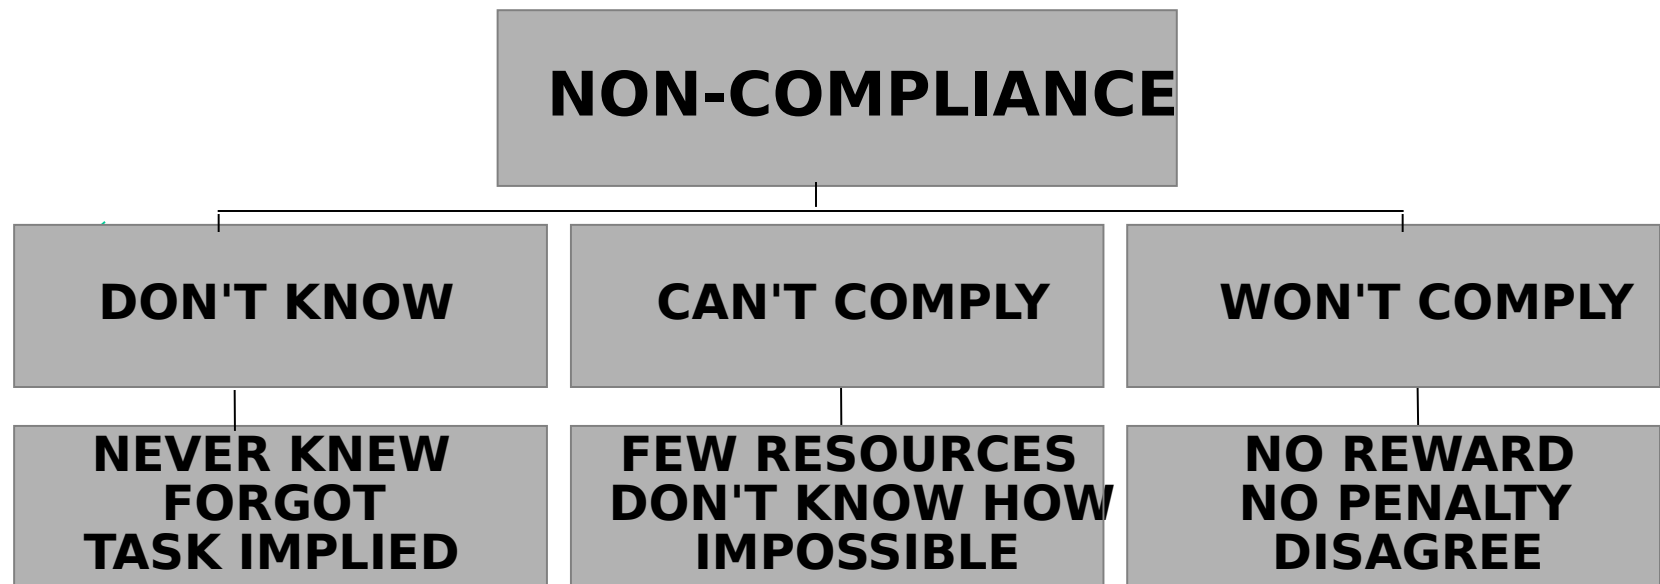 NON-COMPLIANCE
DON'T KNOW
CAN'T COMPLY
WON'T COMPLY
NEVER KNEW
FORGOT
TASK IMPLIED
FEW RESOURCES
DON'T KNOW HOW
IMPOSSIBLE
NO REWARD
NO PENALTY
DISAGREE